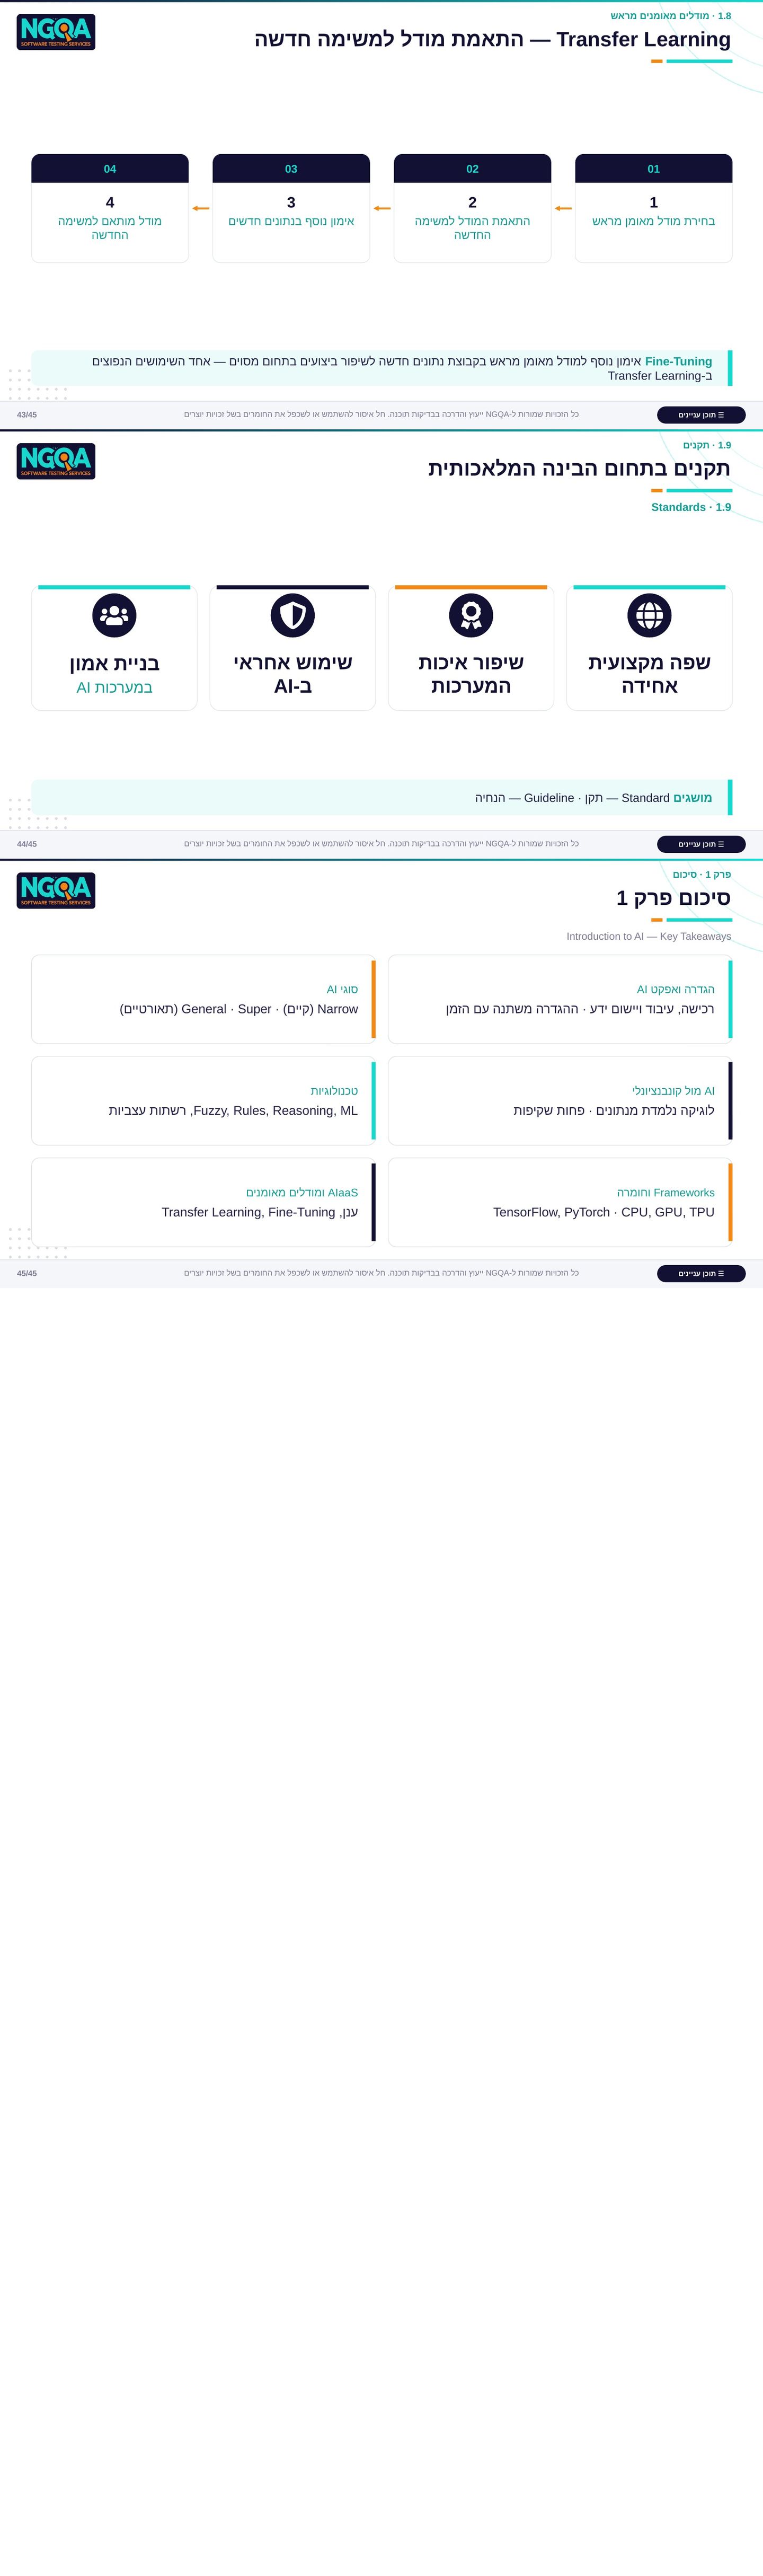 1.8 · מודלים מאומנים מראש
NGQA
SOFTWARE TESTING SERVICES
Transfer Learning — התאמת מודל למשימה חדשה
01
1
בחירת מודל מאומן מראש
02
2
התאמת המודל למשימה
החדשה
03
3
אימון נוסף בנתונים חדשים
04
4
מודל מותאם למשימה
החדשה
Fine-Tuning אימון נוסף למודל מאומן מראש בקבוצת נתונים חדשה לשיפור ביצועים בתחום מסוים — אחד השימושים הנפוצים
ב-Transfer Learning
☰ תוכן עניינים
כל הזכויות שמורות ל-NGQA ייעוץ והדרכה בבדיקות תוכנה. חל איסור להשתמש או לשכפל את החומרים בשל זכויות יוצרים
43/45
1.9 · תקנים
NGQA
SOFTWARE TESTING SERVICES
תקנים בתחום הבינה המלאכותית
Standards · 1.9
שפה מקצועית
אחידה
שיפור איכות
המערכות
שימוש אחראי
ב-AI
בניית אמון
במערכות AI
מושגים Standard — תקן · Guideline — הנחיה
☰ תוכן עניינים
כל הזכויות שמורות ל-NGQA ייעוץ והדרכה בבדיקות תוכנה. חל איסור להשתמש או לשכפל את החומרים בשל זכויות יוצרים
44/45
פרק 1 · סיכום
NGQA
SOFTWARE TESTING SERVICES
סיכום פרק 1
Introduction to AI — Key Takeaways
הגדרה ואפקט AI
רכישה, עיבוד ויישום ידע · ההגדרה משתנה עם הזמן
סוגי AI
Narrow (קיים) · General · Super (תאורטיים)
AI מול קונבנציונלי
לוגיקה נלמדת מנתונים · פחות שקיפות
טכנולוגיות
Fuzzy, Rules, Reasoning, ML, רשתות עצביות
Frameworks וחומרה
TensorFlow, PyTorch · CPU, GPU, TPU
AIaaS ומודלים מאומנים
ענן, Transfer Learning, Fine-Tuning
☰ תוכן עניינים
כל הזכויות שמורות ל-NGQA ייעוץ והדרכה בבדיקות תוכנה. חל איסור להשתמש או לשכפל את החומרים בשל זכויות יוצרים
45/45